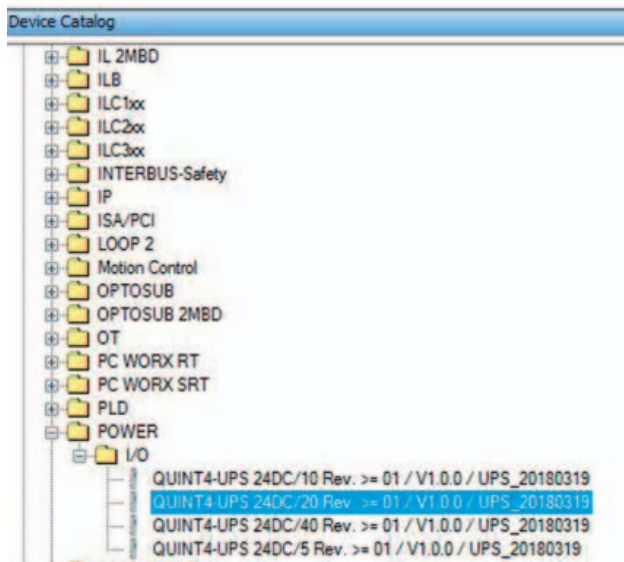 Device Catalog
IL 2MBD
ILB
ILC1xx
ILC2xx
ILC3xx
INTERBUS-Safety
IP
ISA/PCI
LOOP 2
Motion Control
OPTOSUB
OPTOSUB 2MBD
OT
PC WORX RT
PC WORX SRT
PLD
POWER
I/O
QUINT4-UPS 24DC/10 Rev. >= 01 / V1.0.0 / UPS_20180319
QUINT4-UPS 24DC/20 Rev. >= 01 / V1.0.0 / UPS_20180319
QUINT4-UPS 24DC/40 Rev. >= 01 / V1.0.0 / UPS_20180319
QUINT4-UPS 24DC/5 Rev. >= 01 / V1.0.0 / UPS_20180319